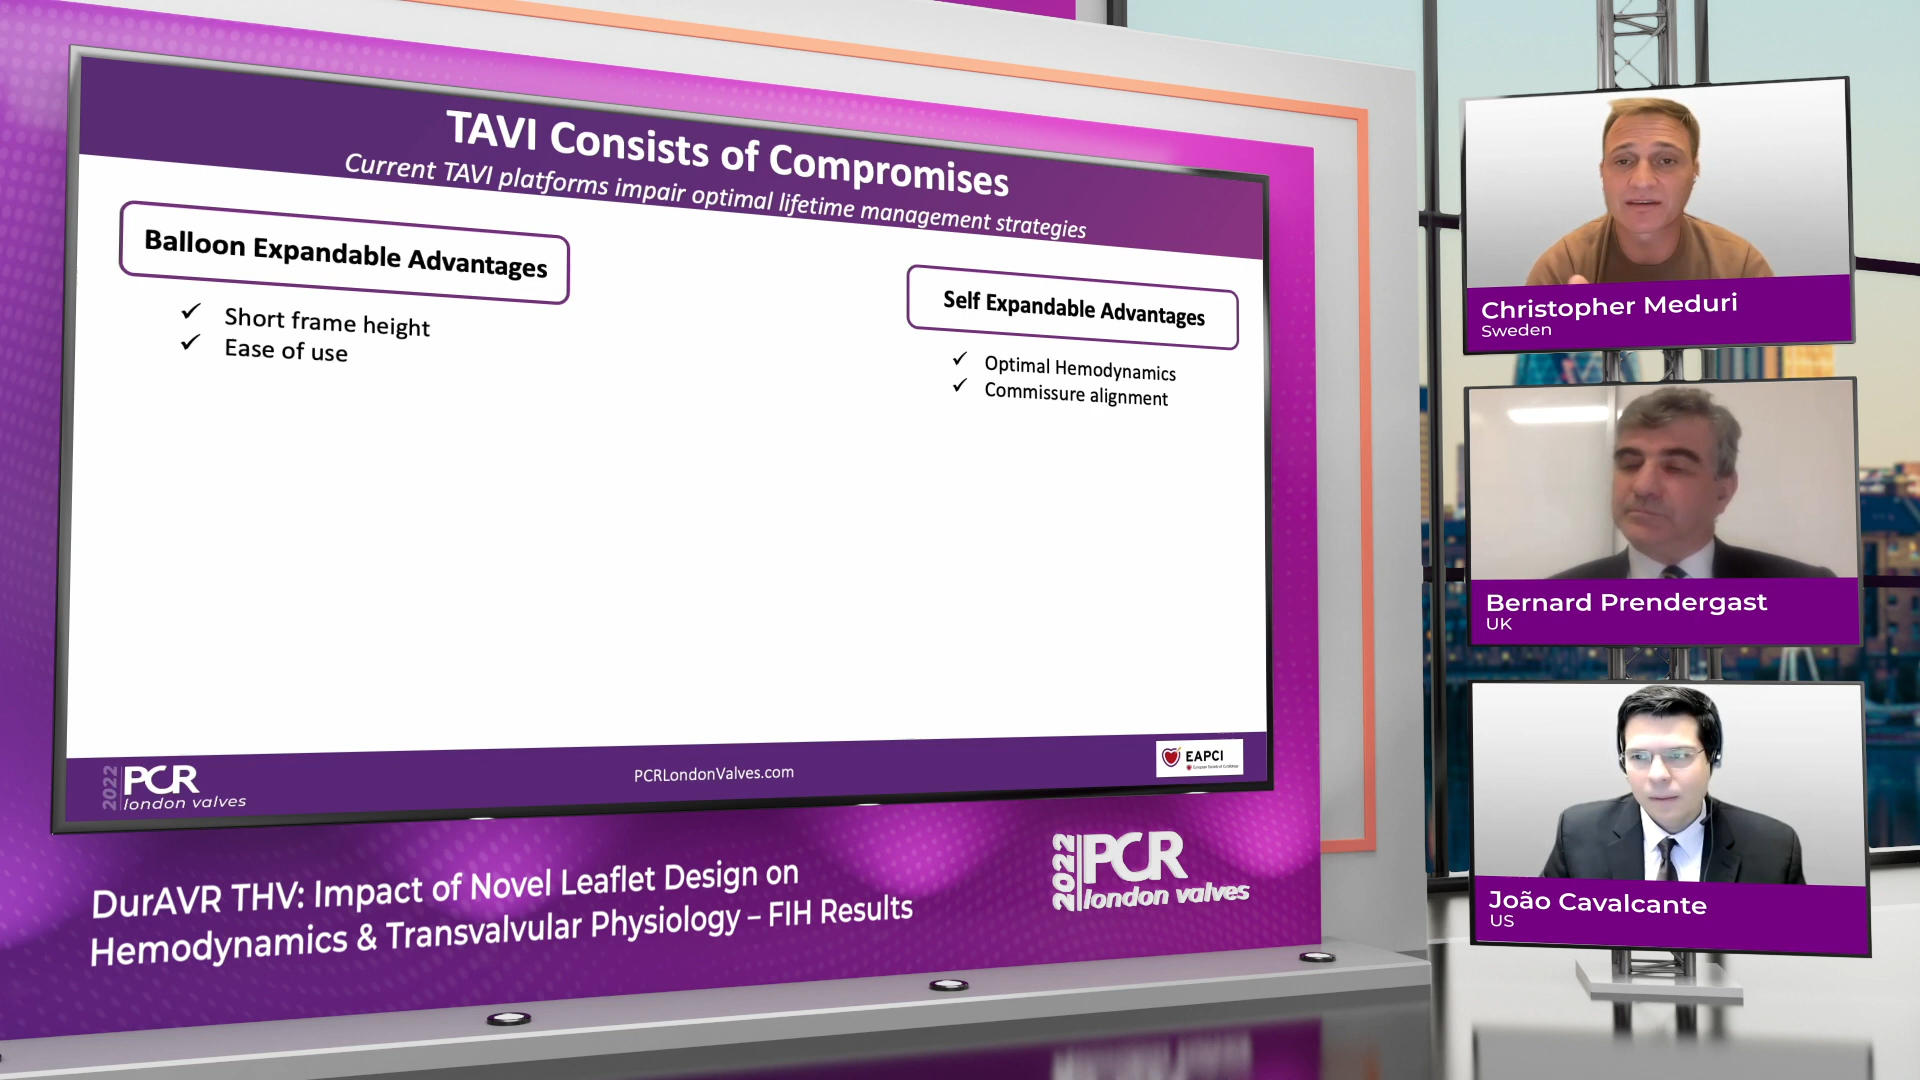 TAVI Consists of Compromises
Current TAVI platforms impair optimal lifetime management strategies
Balloon Expandable Advantages
✓ Short frame height
✓ Ease of use
Self Expandable Advantages
✓ Optimal Hemodynamics
✓ Commissure alignment
2022 PCR
london valves
PCRLondonValves.com
EAPCI
DurAVR THV: Impact of Novel Leaflet Design on
Hemodynamics & Transvalvular Physiology – FIH Results
2022 PCR
london valves
Christopher Meduri
Sweden
Bernard Prendergast
UK
João Cavalcante
US